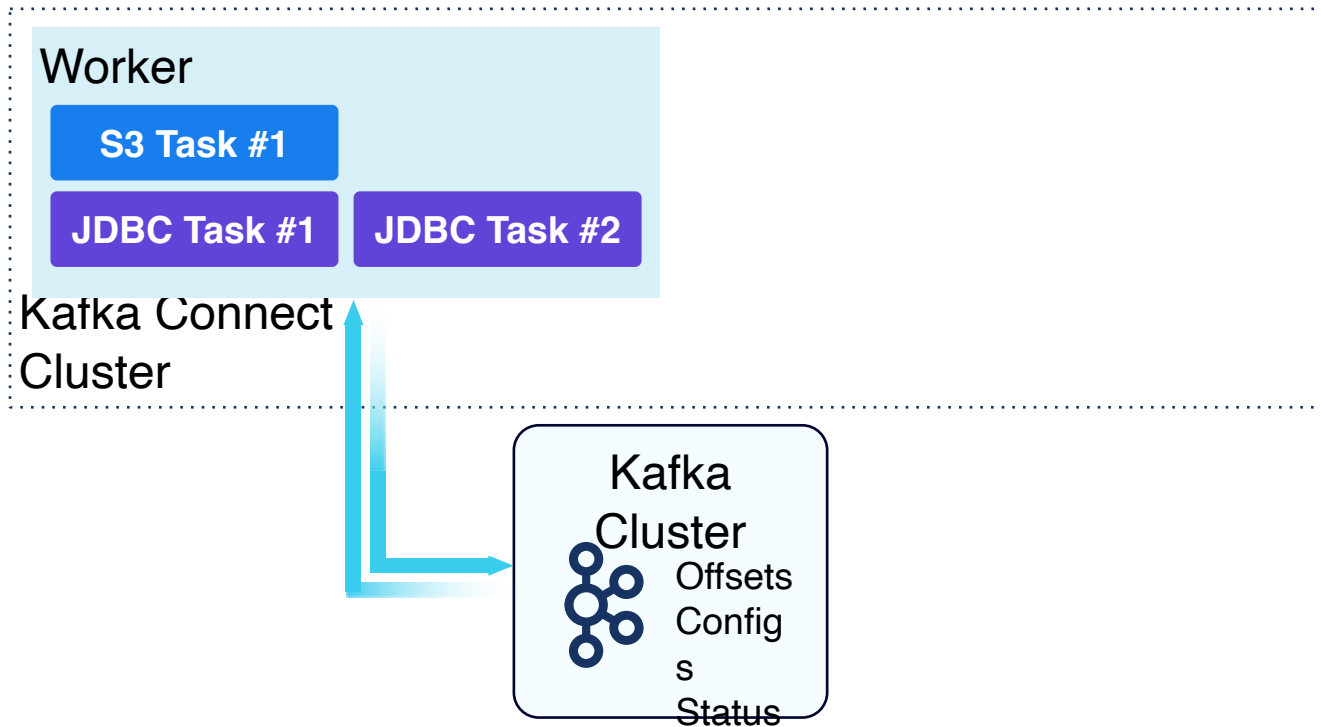 Worker
S3 Task #1
JDBC Task #1
JDBC Task #2
Kafka Connect
Cluster
Kafka
Cluster
Offsets
Config
s
Status